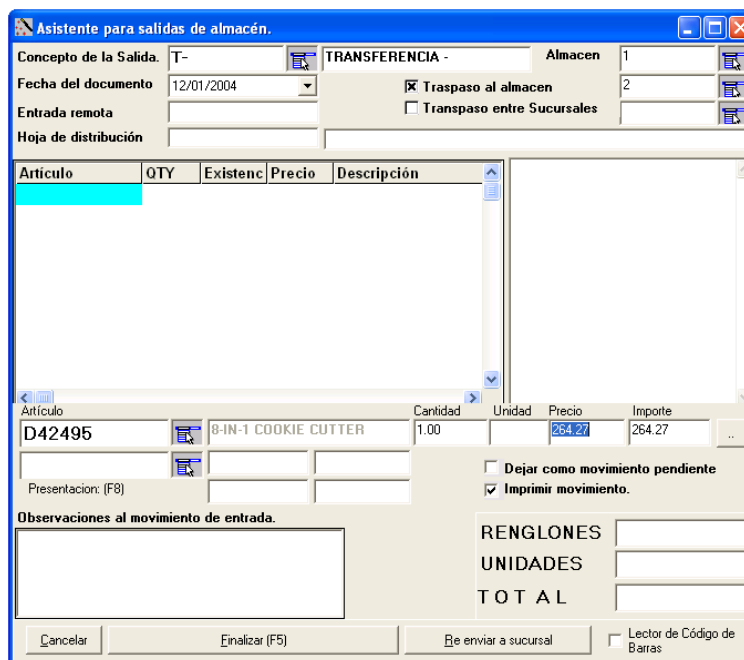 Asistente para salidas de almacén.
Concepto de la Salida. T- TRANSFERENCIA - Almacen 1
Fecha del documento 12/01/2004 Traspaso al almacen 2
Entrada remota Transpaso entre Sucursales
Hoja de distribución
Artículo QTY Existenc Precio Descripción
Artículo Cantidad Unidad Precio Importe
D42495 8-IN-1 COOKIE CUTTER 1.00 264.27 264.27 ..
Dejar como movimiento pendiente
Presentacion: (F8) Imprimir movimiento.
Observaciones al movimiento de entrada.
RENGLONES
UNIDADES
TOTAL
Cancelar Finalizar (F5) Re enviar a sucursal Lector de Código de
Barras